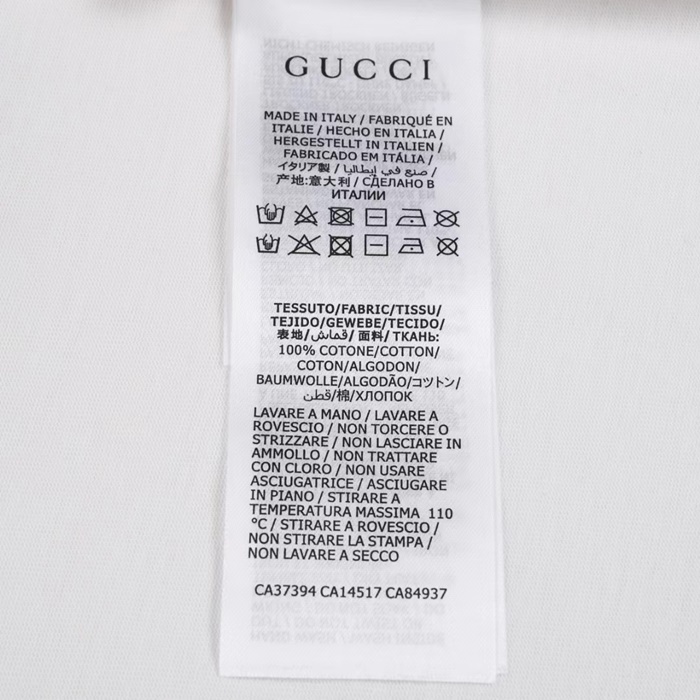 GUCCI
MADE IN ITALY / FABRIQUÉ EN
ITALIE / HECHO EN ITALIA /
HERGESTELLT IN ITALIEN /
FABRICADO EM ITÁLIA /
イタリア製 / صنع في إيطاليا /
产地:意大利 / СДЕЛАНО В
ИТАЛИИ
TESSUTO/FABRIC/TISSU/
TEJIDO/GEWEBE/TECIDO/
表地/قماش/ 面料/ ТКАНЬ:
100% COTONE/COTTON/
COTON/ALGODON/
BAUMWOLLE/ALGODÃO/コットン/
قطن/棉/ХЛОПОК
LAVARE A MANO / LAVARE A
ROVESCIO / NON TORCERE O
STRIZZARE / NON LASCIARE IN
AMMOLLO / NON TRATTARE
CON CLORO / NON USARE
ASCIUGATRICE / ASCIUGARE
IN PIANO / STIRARE A
TEMPERATURA MASSIMA 110
°C / STIRARE A ROVESCIO /
NON STIRARE LA STAMPA /
NON LAVARE A SECCO
CA37394 CA14517 CA84937